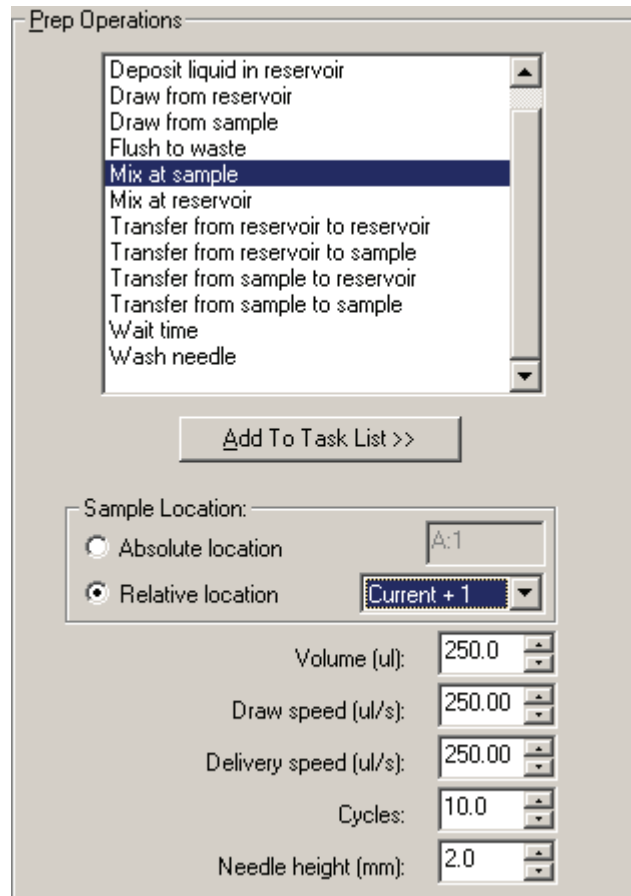 Prep Operations
Deposit liquid in reservoir
Draw from reservoir
Draw from sample
Flush to waste
Mix at sample
Mix at reservoir
Transfer from reservoir to reservoir
Transfer from reservoir to sample
Transfer from sample to reservoir
Transfer from sample to sample
Wait time
Wash needle
Add To Task List >>
Sample Location:
Absolute location A:1
Relative location Current + 1
Volume (ul): 250.0
Draw speed (ul/s): 250.00
Delivery speed (ul/s): 250.00
Cycles: 10.0
Needle height (mm): 2.0